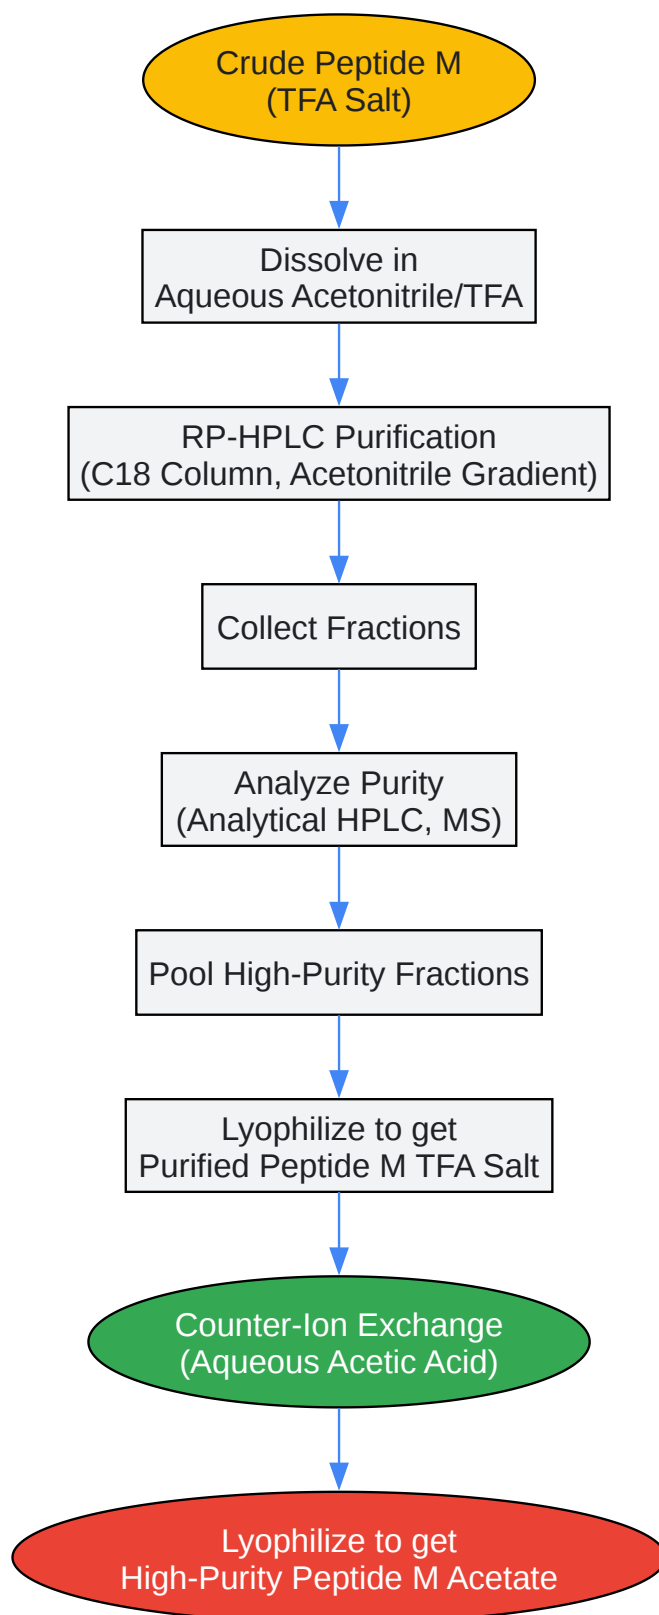 Crude Peptide M
(TFA Salt)
Dissolve in
Aqueous Acetonitrile/TFA
RP-HPLC Purification
(C18 Column, Acetonitrile Gradient)
Collect Fractions
Analyze Purity
(Analytical HPLC, MS)
Pool High-Purity Fractions
Lyophilize to get
Purified Peptide M TFA Salt
Counter-Ion Exchange
(Aqueous Acetic Acid)
Lyophilize to get
High-Purity Peptide M Acetate